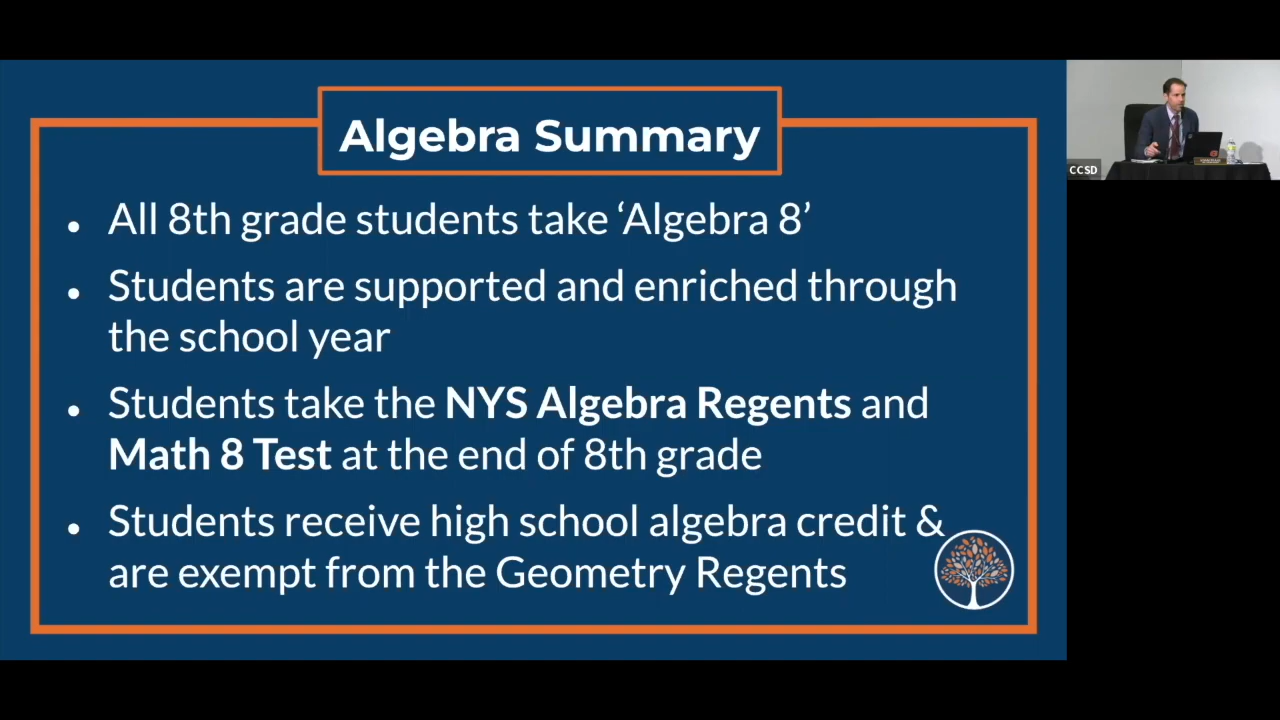 Algebra Summary
• All 8th grade students take ‘Algebra 8’
• Students are supported and enriched through
the school year
• Students take the NYS Algebra Regents and
Math 8 Test at the end of 8th grade
• Students receive high school algebra credit &
are exempt from the Geometry Regents
CCSD